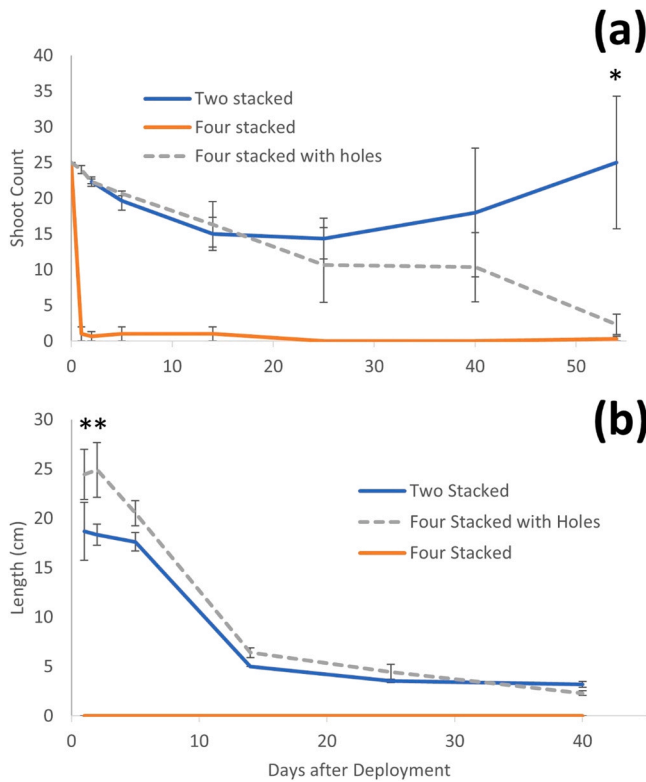 (a)
*
40
35
30
25
20
15
10
5
0
Shoot Count
Two stacked
Four stacked
Four stacked with holes
0 10 20 30 40 50
(b)
**
30
25
20
15
10
5
0
Length (cm)
Two Stacked
Four Stacked with Holes
Four Stacked
0 10 20 30 40
Days after Deployment